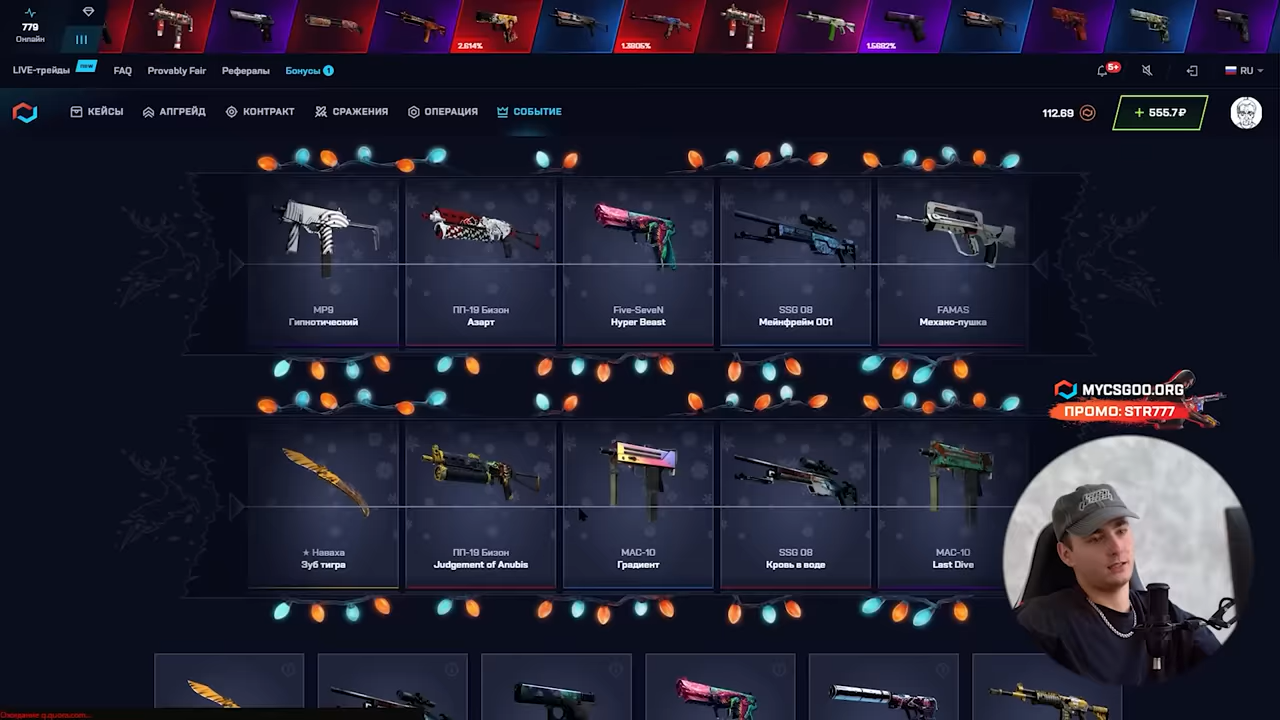 779
Онлайн
2.614%
1.3905%
1.5682%
LIVE-трейды
new
FAQ
Provably Fair
Рефералы
Бонусы 1
5+
RU
КЕЙСЫ
АПГРЕЙД
КОНТРАКТ
СРАЖЕНИЯ
ОПЕРАЦИЯ
СОБЫТИЕ
112.69
+ 555.7₽
MP9
Гипнотический
ПП-19 Бизон
Азарт
Five-SeveN
Hyper Beast
SSG 08
Мейнфрейм 001
FAMAS
Механо-пушка
MYCSGOO.ORG
ПРОМО: STR777
★ Наваха
Зуб тигра
ПП-19 Бизон
Judgement of Anubis
MAC-10
Градиент
SSG 08
Кровь в воде
MAC-10
Last Dive